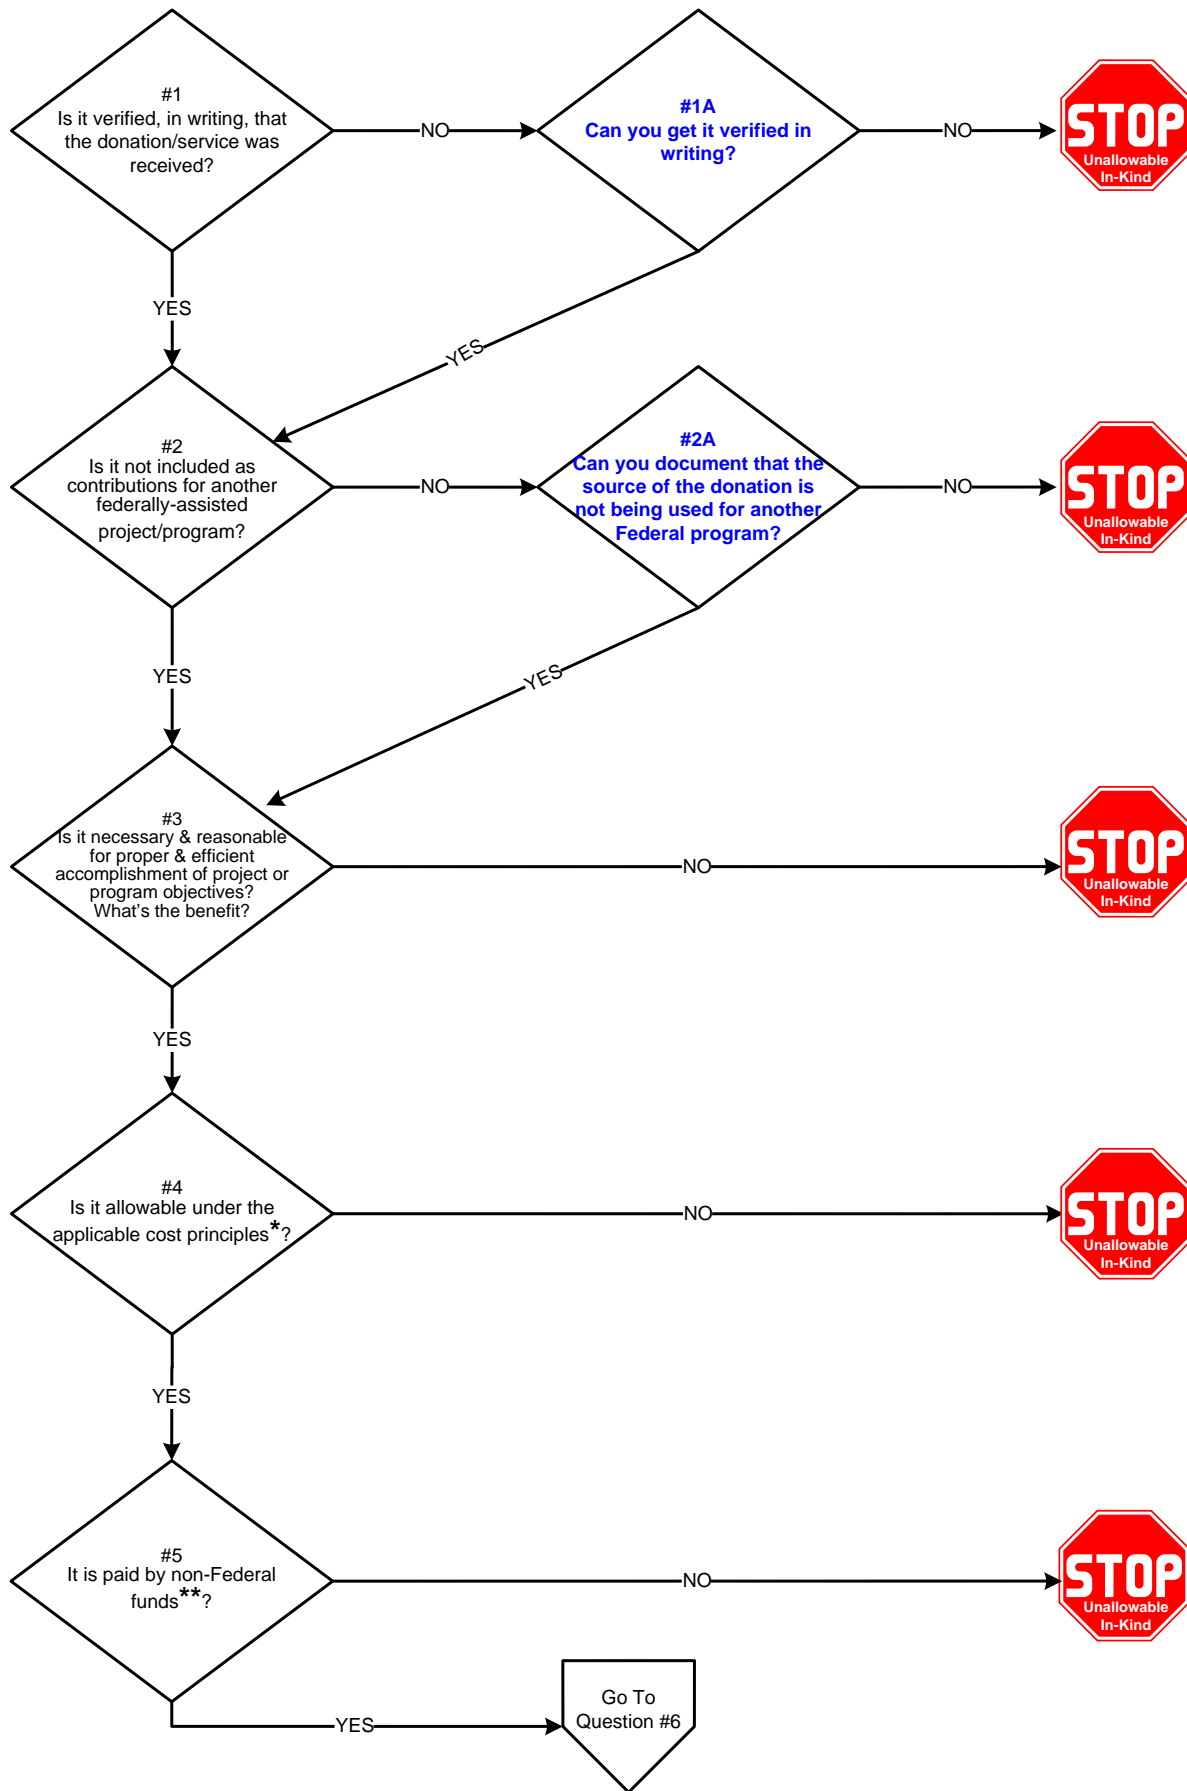 #1
Is it verified, in writing, that
the donation/service was
received?
NO
#1A
Can you get it verified in
writing?
NO
STOP
Unallowable
In-Kind
YES
YES
#2
Is it not included as
contributions for another
federally-assisted
project/program?
NO
#2A
Can you document that the
source of the donation is
not being used for another
Federal program?
NO
STOP
Unallowable
In-Kind
YES
YES
#3
Is it necessary & reasonable
for proper & efficient
accomplishment of project or
program objectives?
What's the benefit?
NO
STOP
Unallowable
In-Kind
YES
#4
Is it allowable under the
applicable cost principles*?
NO
STOP
Unallowable
In-Kind
YES
#5
It is paid by non-Federal
funds**?
NO
STOP
Unallowable
In-Kind
YES
Go To
Question #6